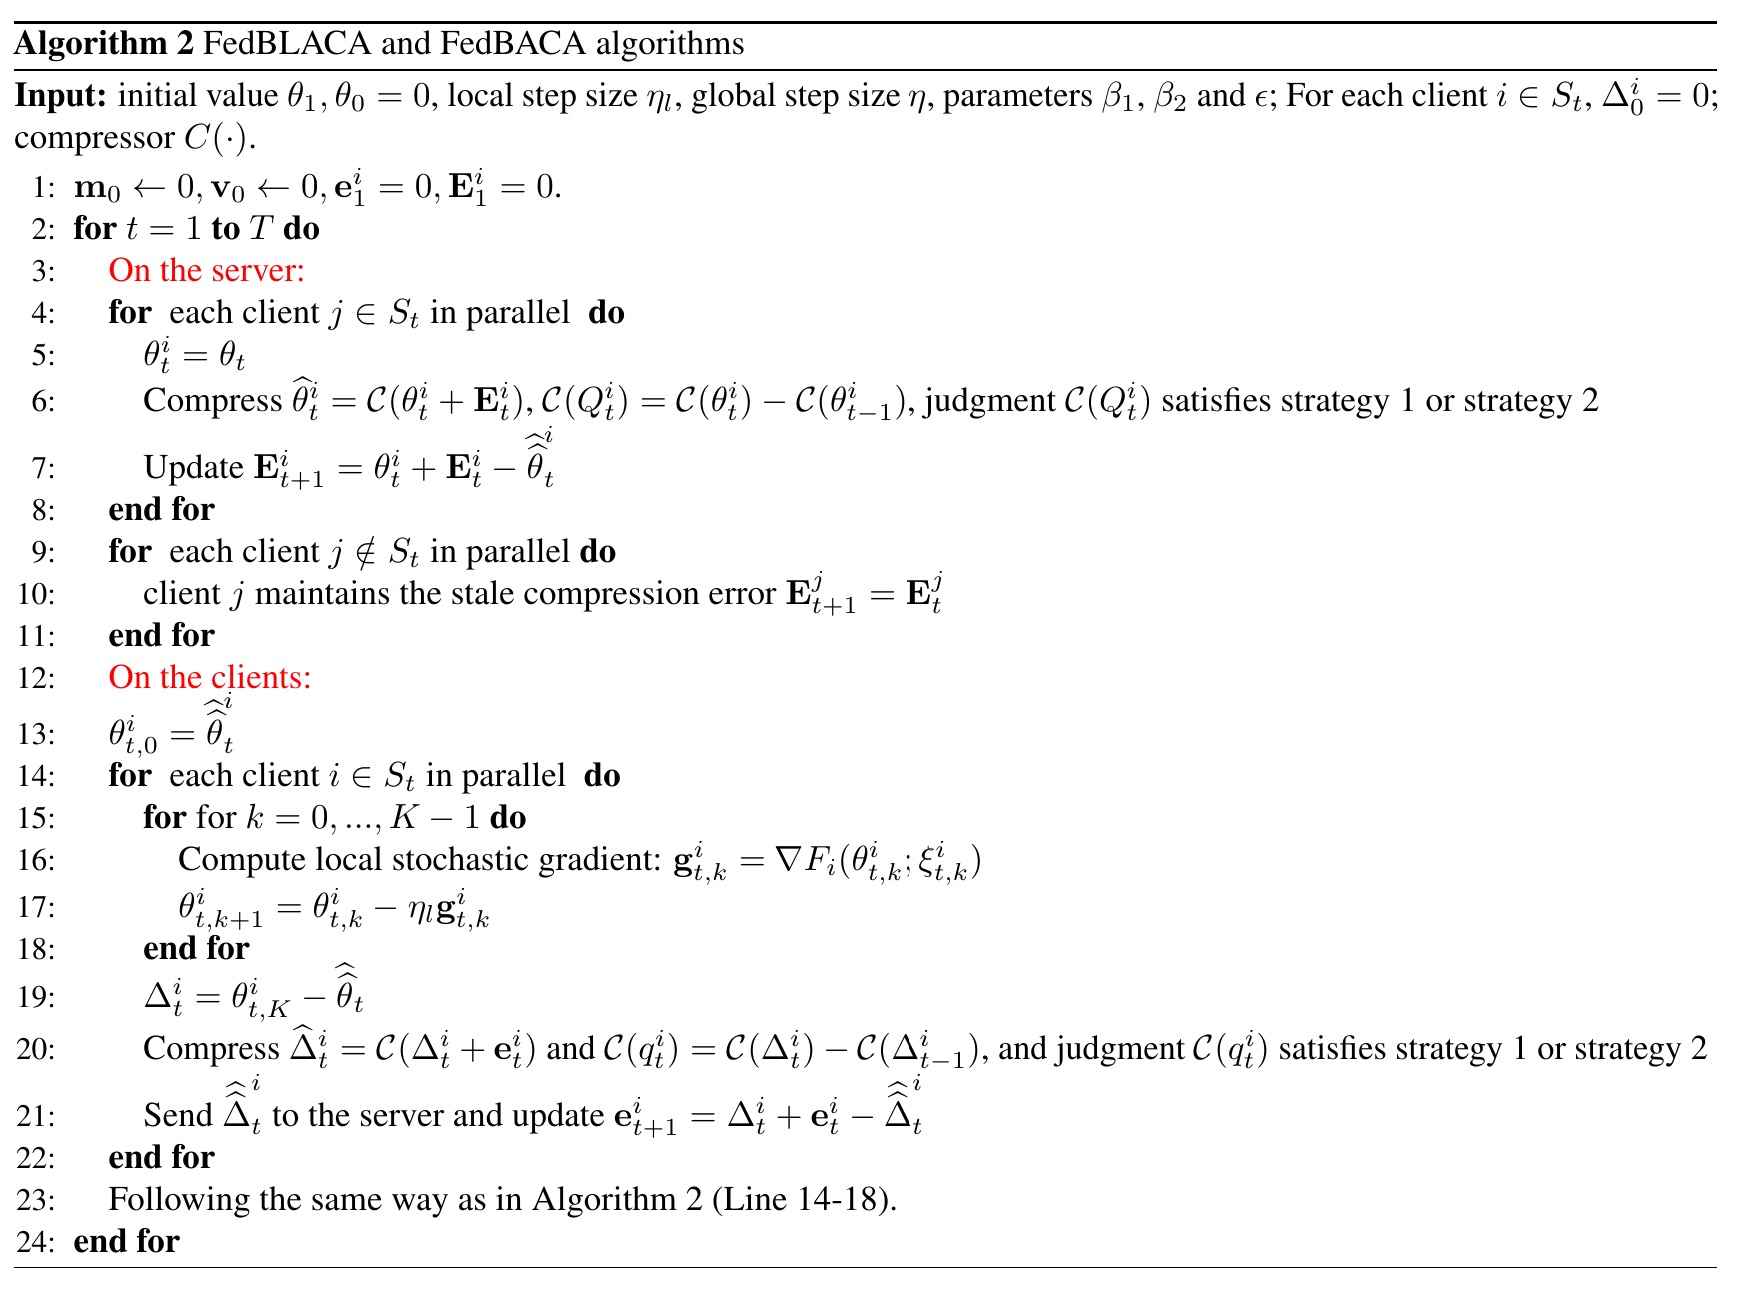 Algorithm 2 FedBLACA and FedBACA algorithms
Input: initial value $\theta_1, \theta_0 = 0$, local step size $\eta_l$, global step size $\eta$, parameters $\beta_1$, $\beta_2$ and $\epsilon$; For each client $i \in S_t$, $\Delta_0^i = 0$;
compressor $C(\cdot)$.
1: $\mathbf{m}_0 \leftarrow 0, \mathbf{v}_0 \leftarrow 0, \mathbf{e}_1^i = 0, \mathbf{E}_1^i = 0.$
2: for $t = 1$ to $T$ do
3: On the server:
4: for each client $j \in S_t$ in parallel do
5: $\theta_t^i = \theta_t$
6: Compress $\widehat{\theta}_t^i = \mathcal{C}(\theta_t^i + \mathbf{E}_t^i), \mathcal{C}(Q_t^i) = \mathcal{C}(\theta_t^i) - \mathcal{C}(\theta_{t-1}^i)$, judgment $\mathcal{C}(Q_t^i)$ satisfies strategy 1 or strategy 2
7: Update $\mathbf{E}_{t+1}^i = \theta_t^i + \mathbf{E}_t^i - \widehat{\widehat{\theta}}_t^i$
8: end for
9: for each client $j \notin S_t$ in parallel do
10: client $j$ maintains the stale compression error $\mathbf{E}_{t+1}^j = \mathbf{E}_t^j$
11: end for
12: On the clients:
13: $\theta_{t,0}^i = \widehat{\widehat{\theta}}_t^i$
14: for each client $i \in S_t$ in parallel do
15: for for $k = 0, ..., K - 1$ do
16: Compute local stochastic gradient: $\mathbf{g}_{t,k}^i = \nabla F_i(\theta_{t,k}^i; \xi_{t,k}^i)$
17: $\theta_{t,k+1}^i = \theta_{t,k}^i - \eta_l \mathbf{g}_{t,k}^i$
18: end for
19: $\Delta_t^i = \theta_{t,K}^i - \widehat{\widehat{\theta}}_t$
20: Compress $\widehat{\Delta}_t^i = \mathcal{C}(\Delta_t^i + \mathbf{e}_t^i)$ and $\mathcal{C}(q_t^i) = \mathcal{C}(\Delta_t^i) - \mathcal{C}(\Delta_{t-1}^i)$, and judgment $\mathcal{C}(q_t^i)$ satisfies strategy 1 or strategy 2
21: Send $\widehat{\widehat{\Delta}}_t^i$ to the server and update $\mathbf{e}_{t+1}^i = \Delta_t^i + \mathbf{e}_t^i - \widehat{\widehat{\Delta}}_t^i$
22: end for
23: Following the same way as in Algorithm 2 (Line 14-18).
24: end for